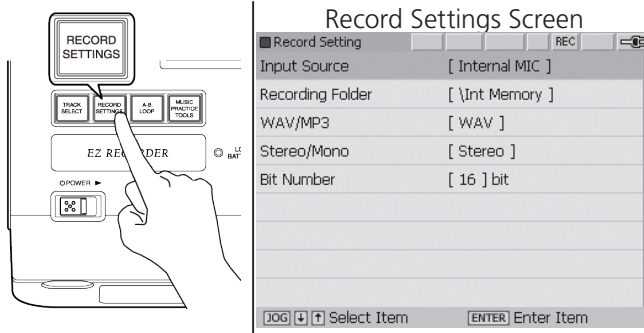 RECORD
SETTINGS
TRACK
SELECT
RECORD
SETTINGS
A-B
LOOP
MUSIC
PRACTICE
TOOLS
EZ RECORDER
POWER
Record Settings Screen
Record Setting
REC
Input Source [ Internal MIC ]
Recording Folder [ \Int Memory ]
WAV/MP3 [ WAV ]
Stereo/Mono [ Stereo ]
Bit Number [ 16 ] bit
JOG ↓ ↑ Select Item ENTER Enter Item